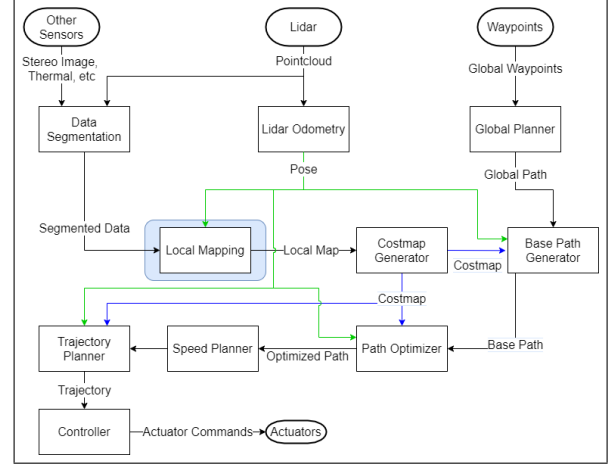 Other
Sensors
Lidar
Waypoints
Stereo Image,
Thermal, etc
Pointcloud
Global Waypoints
Data
Segmentation
Lidar Odometry
Global Planner
Pose
Global Path
Segmented Data
Local Mapping
Local Map
Costmap
Generator
Costmap
Base Path
Generator
Costmap
Trajectory
Planner
Speed Planner
Optimized Path
Path Optimizer
Base Path
Trajectory
Controller
Actuator Commands
Actuators